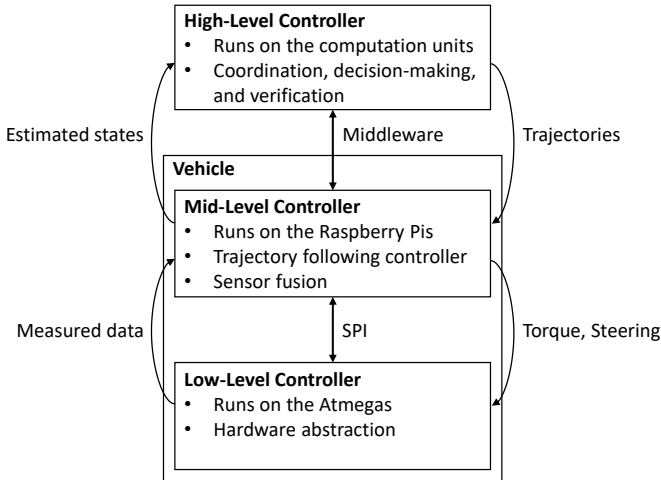 High-Level Controller
• Runs on the computation units
• Coordination, decision-making,
and verification
Estimated states
Middleware
Trajectories
Vehicle
Mid-Level Controller
• Runs on the Raspberry Pis
• Trajectory following controller
• Sensor fusion
Measured data
SPI
Torque, Steering
Low-Level Controller
• Runs on the Atmegas
• Hardware abstraction